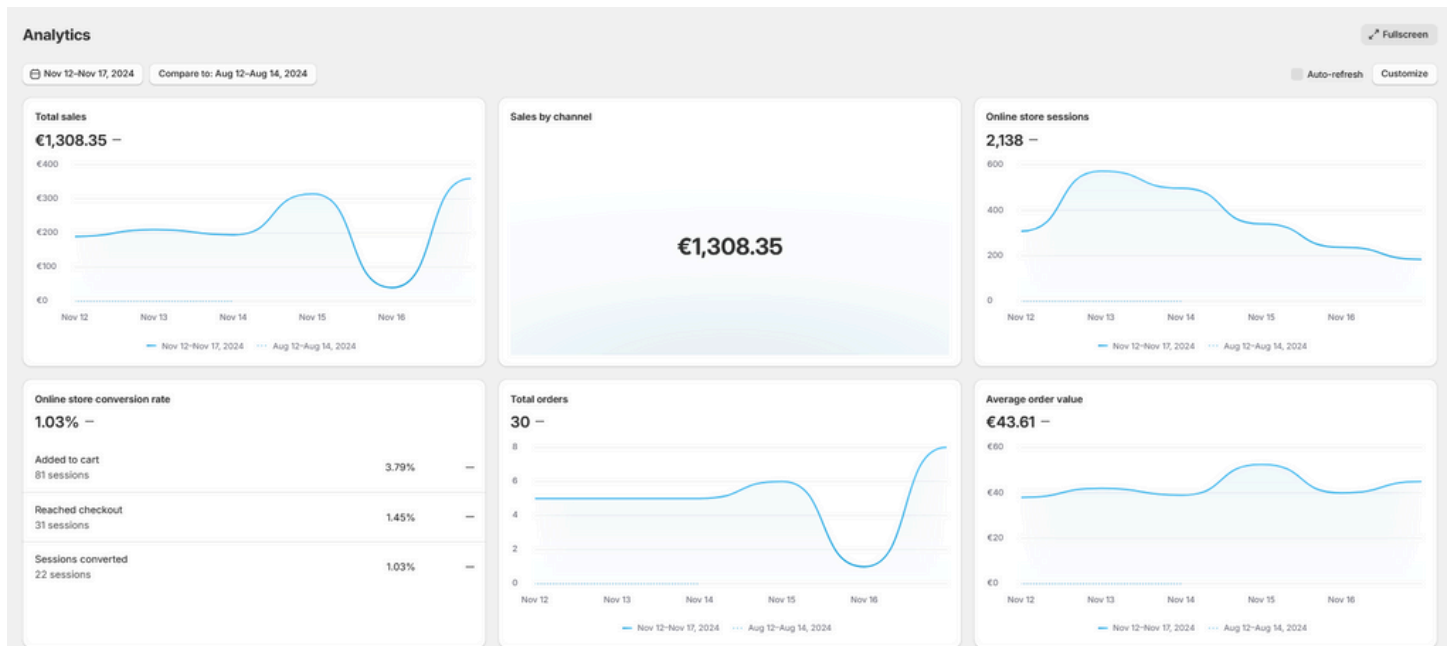 Analytics
Fullscreen
Nov 12–Nov 17, 2024
Compare to: Aug 12–Aug 14, 2024
Auto-refresh
Customize
Total sales
€1,308.35 –
€400
€300
€200
€100
€0
Nov 12 Nov 13 Nov 14 Nov 15 Nov 16
Nov 12–Nov 17, 2024 Aug 12–Aug 14, 2024
Sales by channel
€1,308.35
Online store sessions
2,138 –
600
400
200
0
Nov 12 Nov 13 Nov 14 Nov 15 Nov 16
Nov 12–Nov 17, 2024 Aug 12–Aug 14, 2024
Online store conversion rate
1.03% –
Added to cart
81 sessions
3.79% –
Reached checkout
31 sessions
1.45% –
Sessions converted
22 sessions
1.03% –
Total orders
30 –
8
6
4
2
0
Nov 12 Nov 13 Nov 14 Nov 15 Nov 16
Nov 12–Nov 17, 2024 Aug 12–Aug 14, 2024
Average order value
€43.61 –
€60
€40
€20
€0
Nov 12 Nov 13 Nov 14 Nov 15 Nov 16
Nov 12–Nov 17, 2024 Aug 12–Aug 14, 2024